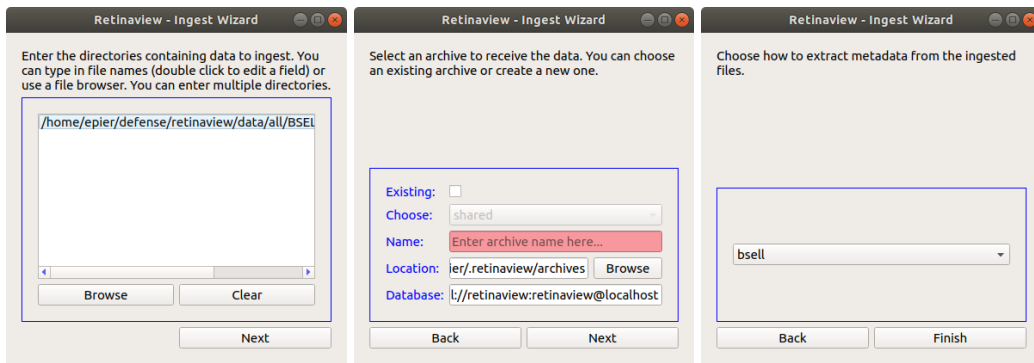 Retinaview - Ingest Wizard
Enter the directories containing data to ingest. You
can type in file names (double click to edit a field) or
use a file browser. You can enter multiple directories.
/home/epier/defense/retinaview/data/all/BSEL
Browse Clear
Next
Retinaview - Ingest Wizard
Select an archive to receive the data. You can choose
an existing archive or create a new one.
Existing:
Choose: shared
Name: Enter archive name here...
Location: ier/.retinaview/archives Browse
Database: l://retinaview:retinaview@localhost
Back Next
Retinaview - Ingest Wizard
Choose how to extract metadata from the ingested
files.
bsell
Back Finish